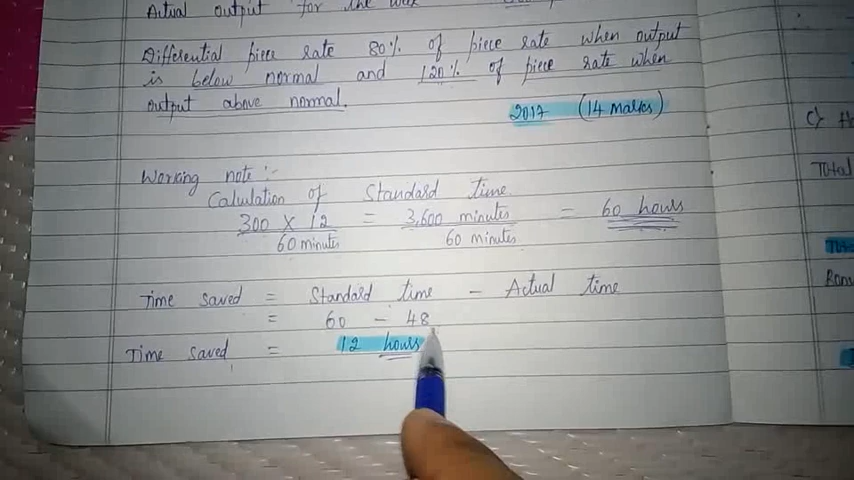 Actual output for the week
Differential piece rate 80% of piece rate when output
is below normal and 120% of piece rate when
output above normal.
2017 (14 Marks)
Working note :-
Calculation of Standard time
300 X 12 = 3,600 minutes = 60 hours
60 minutes 60 minutes
Time saved = Standard time - Actual time
= 60 - 48
Time saved = 12 hours
C)
Total